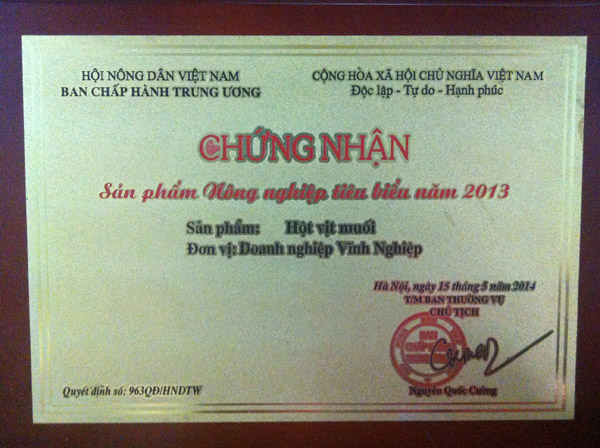 HỘI NÔNG DÂN VIỆT NAM
BAN CHẤP HÀNH TRUNG ƯƠNG
CỘNG HÒA XÃ HỘI CHỦ NGHĨA VIỆT NAM
Độc lập - Tự do - Hạnh phúc
CHỨNG NHẬN
Sản phẩm Nông nghiệp tiêu biểu năm 2013
Sản phẩm: Hột vịt muối
Đơn vị: Doanh nghiệp Vĩnh Nghiệp
Hà Nội, ngày 15 tháng 5 năm 2014
T/M BAN THƯỜNG VỤ
CHỦ TỊCH
BAN
CHẤP HÀNH
Nguyễn Quốc Cường
Quyết định số: 963QĐ/HNDTW